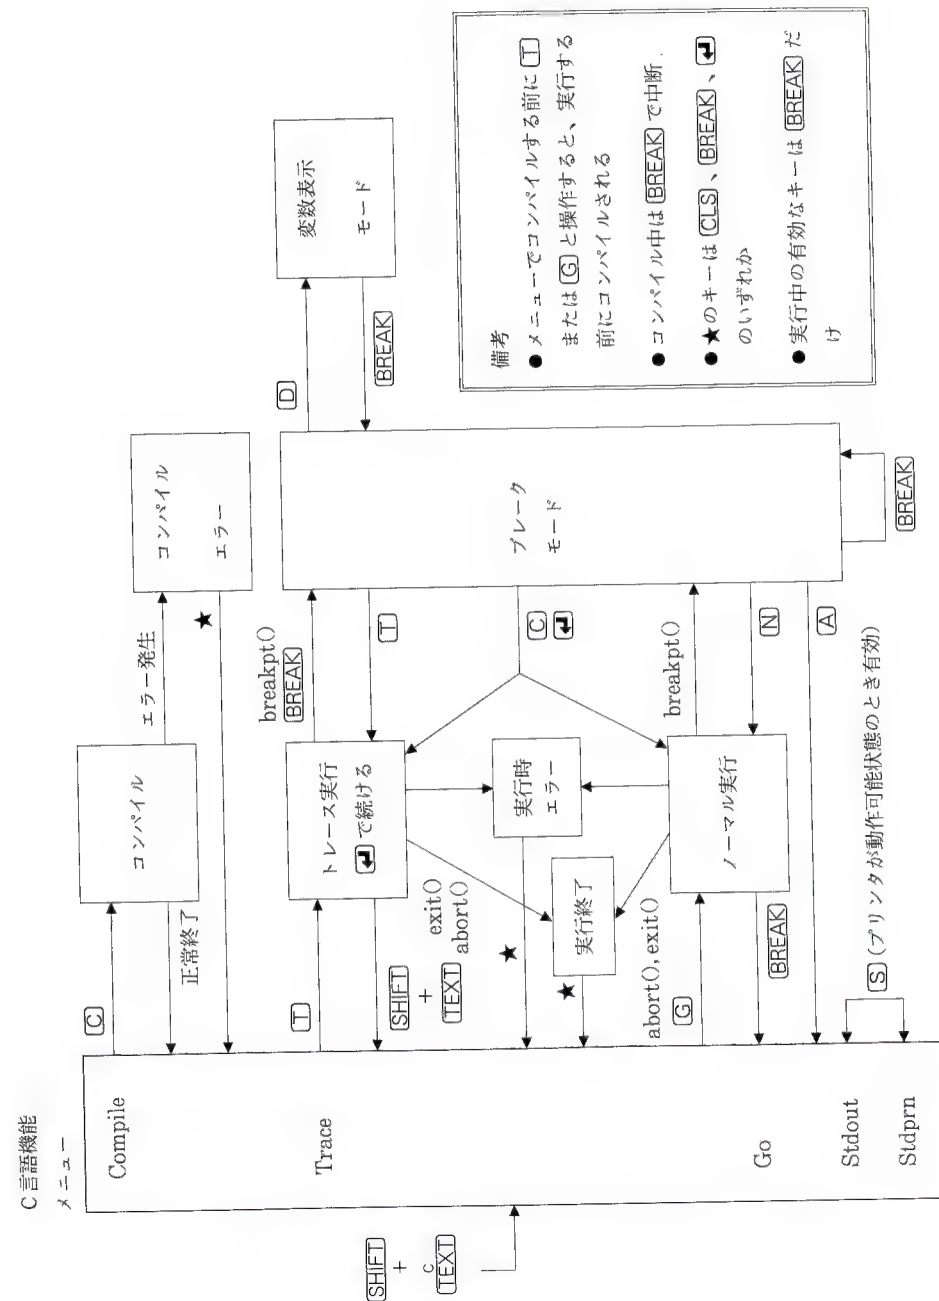 C言語機能
メニュー
SHIFT
+
c
TEXT
Compile
Trace
Go
Stdout
Stdprn
C
正常終了
コンパイル
エラー発生
コンパイル
エラー
★
T
SHIFT
+
TEXT
トレース実行
↵で続ける
exit()
abort()
breakpt()
BREAK
T
★
★
実行終了
実行時
エラー
C ↵
abort(), exit()
G
BREAK
ノーマル実行
breakpt()
N
A
S (プリンタが動作可能状態のとき有効)
ブレーク
モード
BREAK
D
BREAK
変数表示
モード
備考
● メニューでコンパイルする前に T
または G と操作すると、実行する
前にコンパイルされる
● コンパイル中は BREAK で中断.
● ★のキーは CLS、BREAK、↵
のいずれか
● 実行中の有効なキーは BREAK だ
け